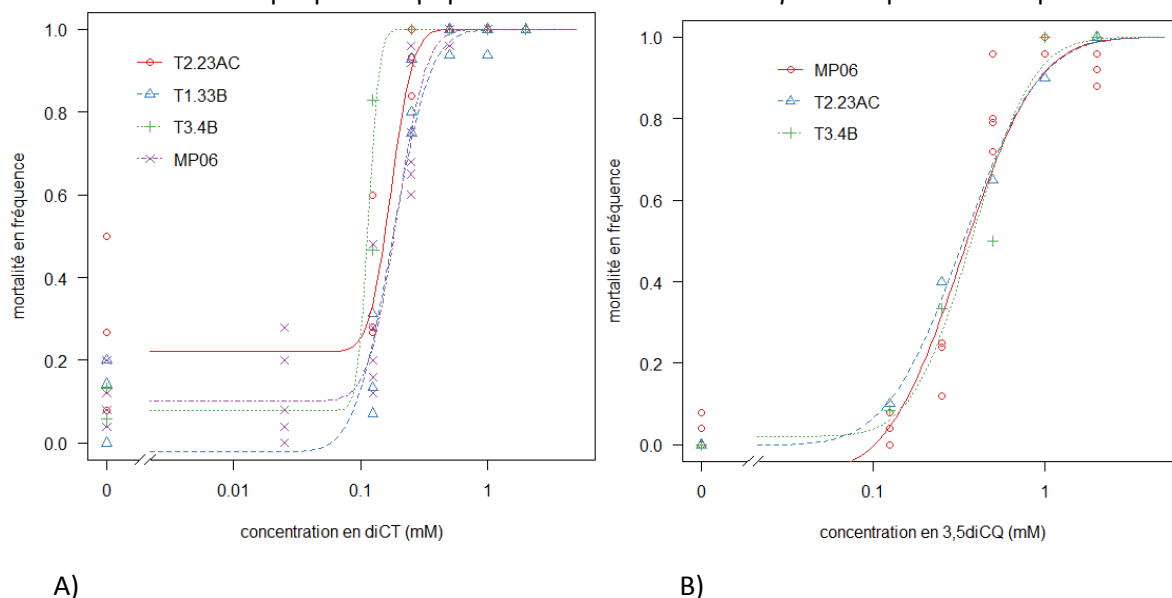 T2.23AC
T1.33B
T3.4B
MP06
1.0
0.8
0.6
0.4
0.2
0.0
mortalité en fréquence
0
0.01
0.1
1
concentration en diCT (mM)
A)
MP06
T2.23AC
T3.4B
1.0
0.8
0.6
0.4
0.2
0.0
mortalité en fréquence
0
0.1
1
concentration en 3,5diCQ (mM)
B)